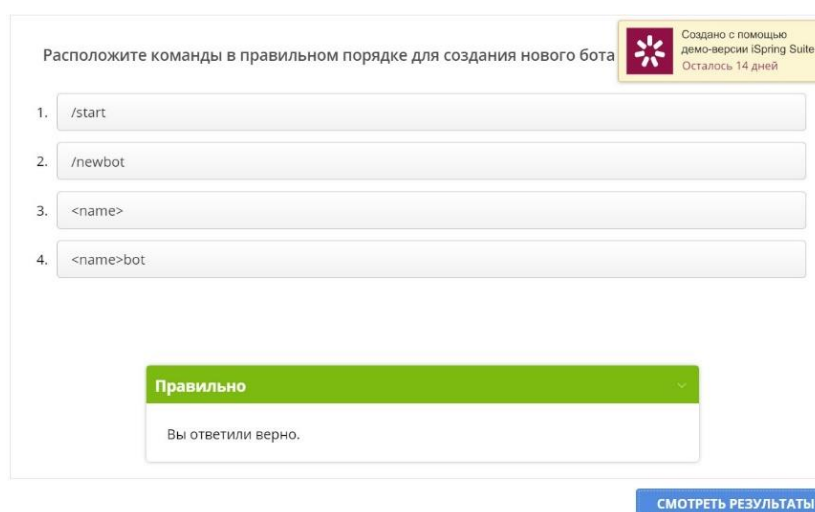 Расположите команды в правильном порядке для создания нового бота
Создано с помощью
демо-версии iSpring Suite
Осталось 14 дней
1. /start
2. /newbot
3. <name>
4. <name>bot
Правильно
Вы ответили верно.
СМОТРЕТЬ РЕЗУЛЬТАТЫ